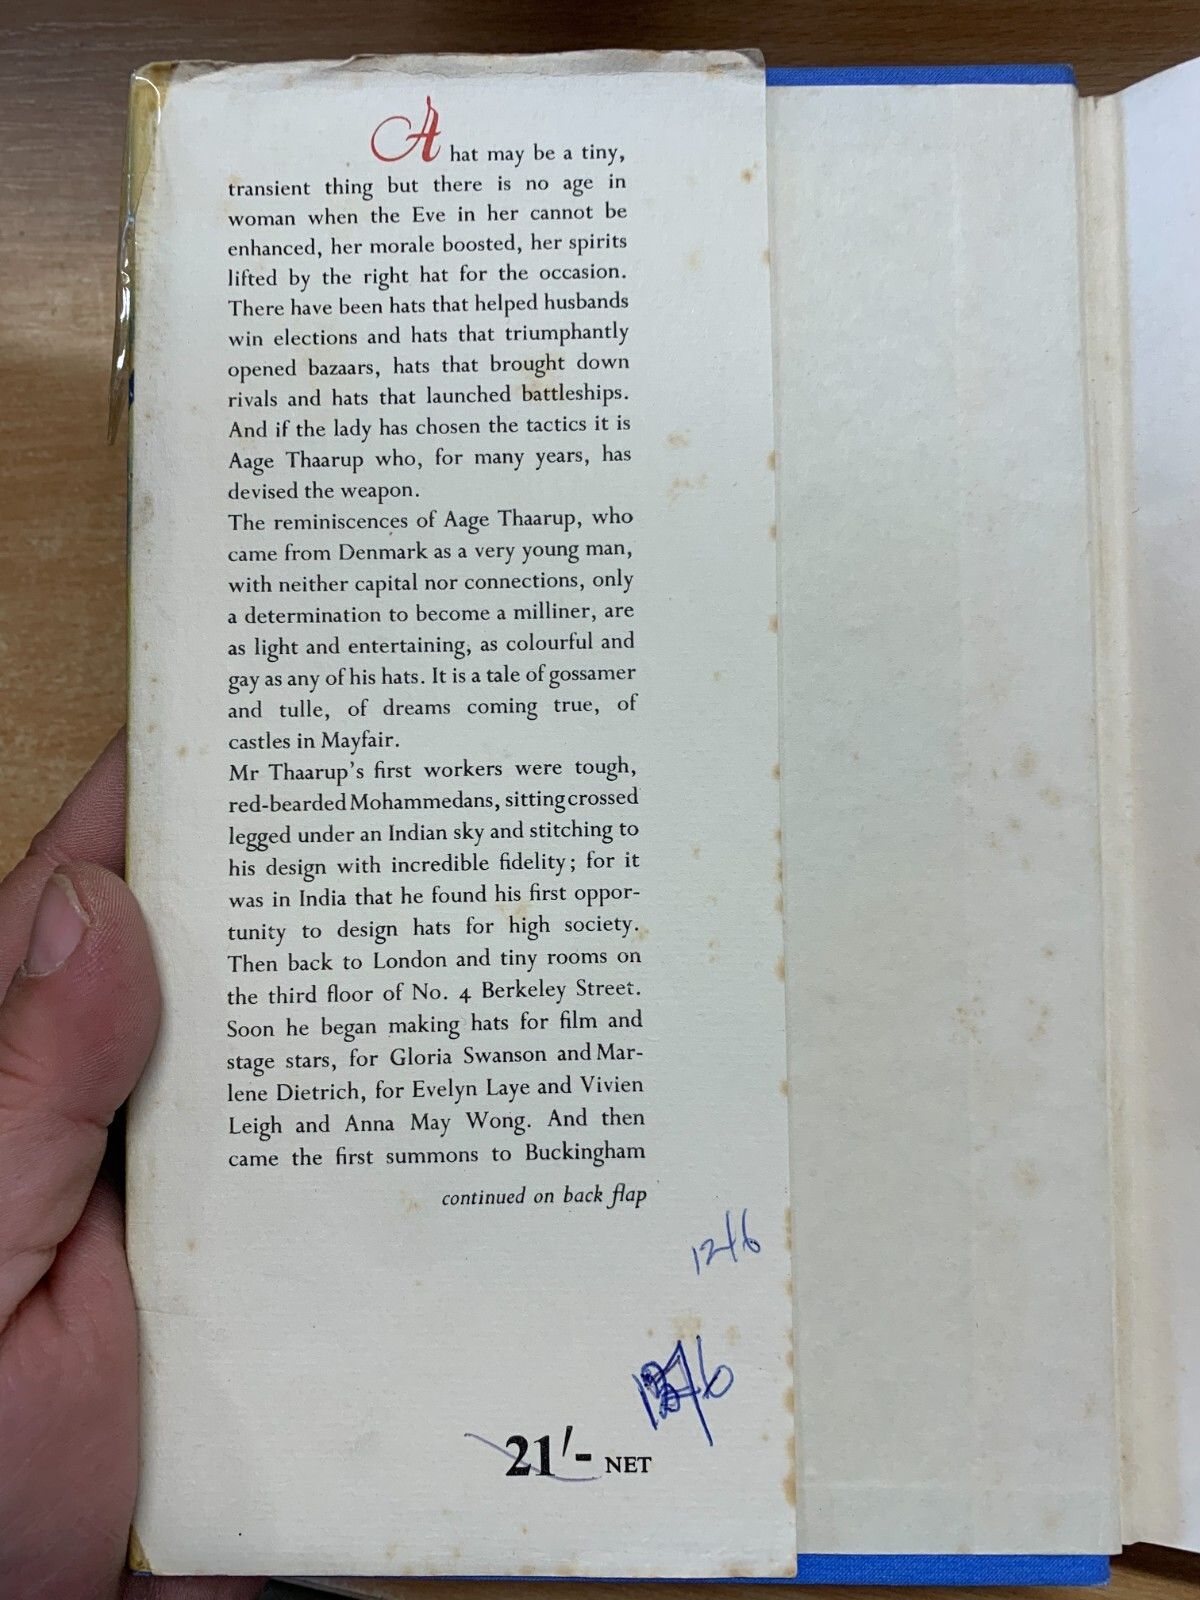 A hat may be a tiny,
transient thing but there is no age in
woman when the Eve in her cannot be
enhanced, her morale boosted, her spirits
lifted by the right hat for the occasion.
There have been hats that helped husbands
win elections and hats that triumphantly
opened bazaars, hats that brought down
rivals and hats that launched battleships.
And if the lady has chosen the tactics it is
Aage Thaarup who, for many years, has
devised the weapon.
The reminiscences of Aage Thaarup, who
came from Denmark as a very young man,
with neither capital nor connections, only
a determination to become a milliner, are
as light and entertaining, as colourful and
gay as any of his hats. It is a tale of gossamer
and tulle, of dreams coming true, of
castles in Mayfair.
Mr Thaarup's first workers were tough,
red-bearded Mohammedans, sitting crossed
legged under an Indian sky and stitching to
his design with incredible fidelity; for it
was in India that he found his first oppor-
tunity to design hats for high society.
Then back to London and tiny rooms on
the third floor of No. 4 Berkeley Street.
Soon he began making hats for film and
stage stars, for Gloria Swanson and Mar-
lene Dietrich, for Evelyn Laye and Vivien
Leigh and Anna May Wong. And then
came the first summons to Buckingham
continued on back flap
12/6
21/- NET